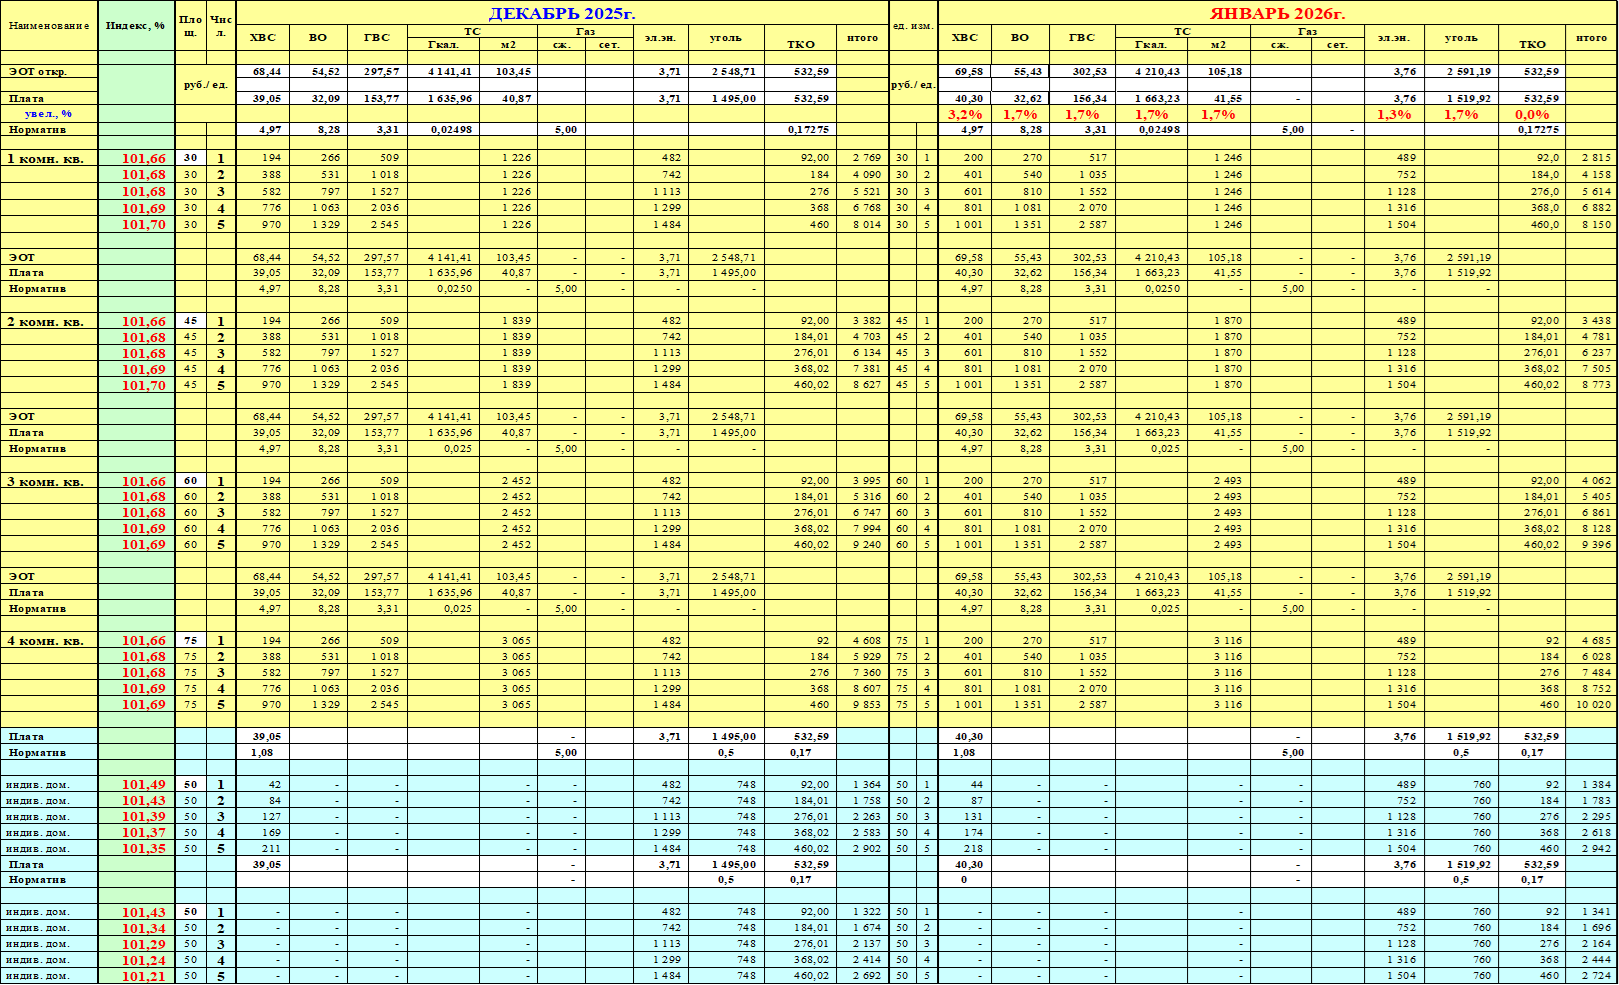 Наименование Индекс, % Пло щ. Чис л. ДЕКАБРЬ 2025г. ед. изм. ЯНВАРЬ 2026г.
ХВС ВО ГВС ТС Газ эл.эн. уголь ТКО итого ХВС ВО ГВС ТС Газ эл.эн. уголь ТКО итого
Гкал. м2 сж. сет. Гкал. м2 сж. сет.
ЭОТ откр. руб./ ед. 68,44 54,52 297,57 4 141,41 103,45 3,71 2 548,71 532,59 руб./ ед. 69,58 55,43 302,53 4 210,43 105,18 3,76 2 591,19 532,59
Плата 39,05 32,09 153,77 1 635,96 40,87 3,71 1 495,00 532,59 40,30 32,62 156,34 1 663,23 41,55 - 3,76 1 519,92 532,59
увел., % 3,2% 1,7% 1,7% 1,7% 1,7% 1,3% 1,7% 0,0%
Норматив 4,97 8,28 3,31 0,02498 5,00 0,17275 4,97 8,28 3,31 0,02498 5,00 - 0,17275
1 комн. кв. 101,66 30 1 194 266 509 1 226 482 92,00 2 769 30 1 200 270 517 1 246 489 92,0 2 815
101,68 30 2 388 531 1 018 1 226 742 184 4 090 30 2 401 540 1 035 1 246 752 184,0 4 158
101,68 30 3 582 797 1 527 1 226 1 113 276 5 521 30 3 601 810 1 552 1 246 1 128 276,0 5 614
101,69 30 4 776 1 063 2 036 1 226 1 299 368 6 768 30 4 801 1 081 2 070 1 246 1 316 368,0 6 882
101,70 30 5 970 1 329 2 545 1 226 1 484 460 8 014 30 5 1 001 1 351 2 587 1 246 1 504 460,0 8 150
ЭОТ 68,44 54,52 297,57 4 141,41 103,45 - - 3,71 2 548,71 69,58 55,43 302,53 4 210,43 105,18 - - 3,76 2 591,19
Плата 39,05 32,09 153,77 1 635,96 40,87 - - 3,71 1 495,00 40,30 32,62 156,34 1 663,23 41,55 - - 3,76 1 519,92
Норматив 4,97 8,28 3,31 0,0250 - 5,00 - - - 4,97 8,28 3,31 0,0250 - 5,00 - - -
2 комн. кв. 101,66 45 1 194 266 509 1 839 482 92,00 3 382 45 1 200 270 517 1 870 489 92,00 3 438
101,68 45 2 388 531 1 018 1 839 742 184,01 4 703 45 2 401 540 1 035 1 870 752 184,01 4 781
101,68 45 3 582 797 1 527 1 839 1 113 276,01 6 134 45 3 601 810 1 552 1 870 1 128 276,01 6 237
101,69 45 4 776 1 063 2 036 1 839 1 299 368,02 7 381 45 4 801 1 081 2 070 1 870 1 316 368,02 7 505
101,70 45 5 970 1 329 2 545 1 839 1 484 460,02 8 627 45 5 1 001 1 351 2 587 1 870 1 504 460,02 8 773
ЭОТ 68,44 54,52 297,57 4 141,41 103,45 - - 3,71 2 548,71 69,58 55,43 302,53 4 210,43 105,18 - - 3,76 2 591,19
Плата 39,05 32,09 153,77 1 635,96 40,87 - - 3,71 1 495,00 40,30 32,62 156,34 1 663,23 41,55 - - 3,76 1 519,92
Норматив 4,97 8,28 3,31 0,025 - 5,00 - - - 4,97 8,28 3,31 0,025 - 5,00 - - -
3 комн. кв. 101,66 60 1 194 266 509 2 452 482 92,00 3 995 60 1 200 270 517 2 493 489 92,00 4 062
101,68 60 2 388 531 1 018 2 452 742 184,01 5 316 60 2 401 540 1 035 2 493 752 184,01 5 405
101,68 60 3 582 797 1 527 2 452 1 113 276,01 6 747 60 3 601 810 1 552 2 493 1 128 276,01 6 861
101,69 60 4 776 1 063 2 036 2 452 1 299 368,02 7 994 60 4 801 1 081 2 070 2 493 1 316 368,02 8 128
101,69 60 5 970 1 329 2 545 2 452 1 484 460,02 9 240 60 5 1 001 1 351 2 587 2 493 1 504 460,02 9 396
ЭОТ 68,44 54,52 297,57 4 141,41 103,45 - - 3,71 2 548,71 69,58 55,43 302,53 4 210,43 105,18 - - 3,76 2 591,19
Плата 39,05 32,09 153,77 1 635,96 40,87 - - 3,71 1 495,00 40,30 32,62 156,34 1 663,23 41,55 - - 3,76 1 519,92
Норматив 4,97 8,28 3,31 0,025 - 5,00 - - - 4,97 8,28 3,31 0,025 - 5,00 - - -
4 комн. кв. 101,66 75 1 194 266 509 3 065 482 92 4 608 75 1 200 270 517 3 116 489 92 4 685
101,68 75 2 388 531 1 018 3 065 742 184 5 929 75 2 401 540 1 035 3 116 752 184 6 028
101,68 75 3 582 797 1 527 3 065 1 113 276 7 360 75 3 601 810 1 552 3 116 1 128 276 7 484
101,69 75 4 776 1 063 2 036 3 065 1 299 368 8 607 75 4 801 1 081 2 070 3 116 1 316 368 8 752
101,69 75 5 970 1 329 2 545 3 065 1 484 460 9 853 75 5 1 001 1 351 2 587 3 116 1 504 460 10 020
Плата 39,05 - 3,71 1 495,00 532,59 40,30 - 3,76 1 519,92 532,59
Норматив 1,08 5,00 0,5 0,17 1,08 5,00 0,5 0,17
индив. дом. 101,49 50 1 42 - - - - - 482 748 92,00 1 364 50 1 44 - - - - 489 760 92 1 384
индив. дом. 101,43 50 2 84 - - - - - 742 748 184,01 1 758 50 2 87 - - - - 752 760 184 1 783
индив. дом. 101,39 50 3 127 - - - - - 1 113 748 276,01 2 263 50 3 131 - - - - 1 128 760 276 2 295
индив. дом. 101,37 50 4 169 - - - - - 1 299 748 368,02 2 583 50 4 174 - - - - 1 316 760 368 2 618
индив. дом. 101,35 50 5 211 - - - - - 1 484 748 460,02 2 902 50 5 218 - - - - 1 504 760 460 2 942
Плата 39,05 - 3,71 1 495,00 532,59 40,30 - 3,76 1 519,92 532,59
Норматив - 0,5 0,17 0 - 0,5 0,17
индив. дом. 101,43 50 1 - - - - - - 482 748 92,00 1 322 50 1 - - - - 489 760 92 1 341
индив. дом. 101,34 50 2 - - - - - - 742 748 184,01 1 674 50 2 - - - - 752 760 184 1 696
индив. дом. 101,29 50 3 - - - - - - 1 113 748 276,01 2 137 50 3 - - - - 1 128 760 276 2 164
индив. дом. 101,24 50 4 - - - - - - 1 299 748 368,02 2 414 50 4 - - - - 1 316 760 368 2 444
индив. дом. 101,21 50 5 - - - - - - 1 484 748 460,02 2 692 50 5 - - - - 1 504 760 460 2 724